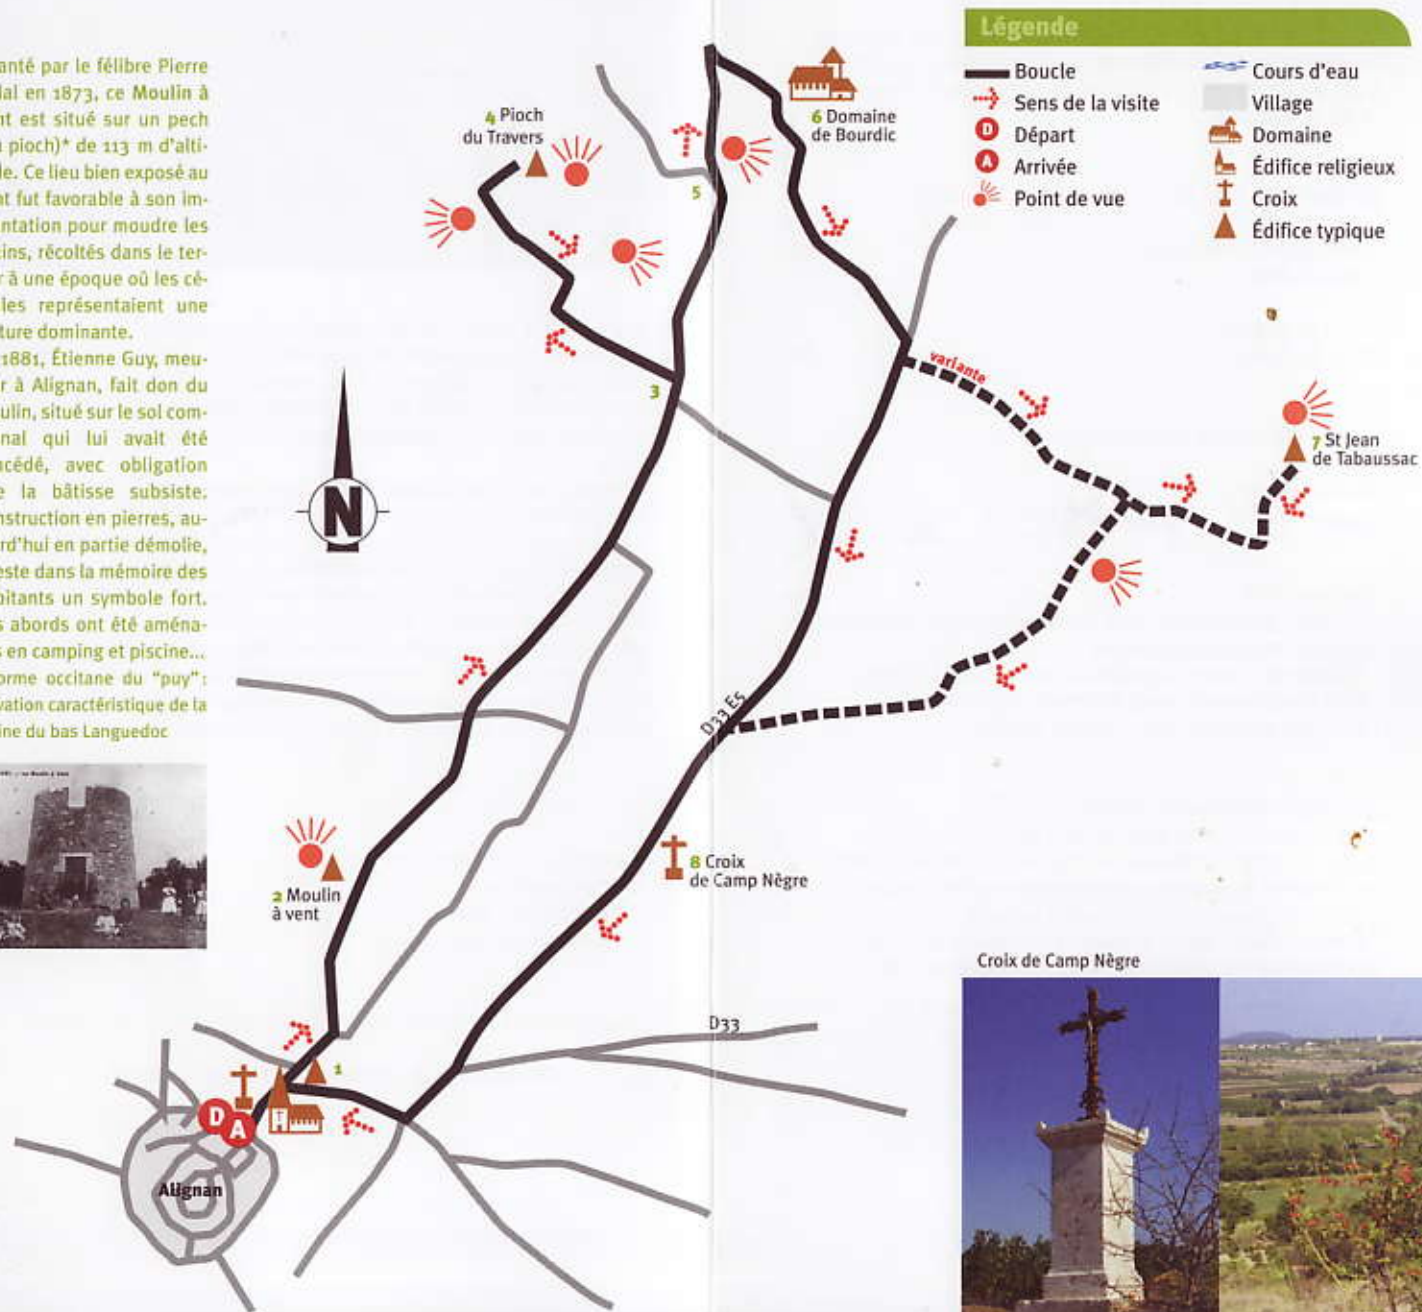 anté par le félibre Pierre
al en 1873, ce Moulin à
nt est situé sur un pech
pioch)* de 113 m d'alti-
e. Ce lieu bien exposé au
nt fut favorable à son im-
ntation pour moudre les
ins, récoltés dans le ter-
r à une époque où les cé-
les représentaient une
ture dominante.
1881, Étienne Guy, meu-
r à Alignan, fait don du
ulin, situé sur le sol com-
nal qui lui avait été
ncédé, avec obligation
e la bâtisse subsiste.
nstruction en pierres, au-
rd'hui en partie démolie,
este dans la mémoire des
bitants un symbole fort.
s abords ont été aména-
s en camping et piscine...
orme occitane du "puy":
vation caractéristique de la
ine du bas Languedoc
Légende
Boucle
Sens de la visite
D Départ
A Arrivée
Point de vue
Cours d'eau
Village
Domaine
Édifice religieux
Croix
Édifice typique
4 Pioch
du Travers
6 Domaine
de Bourdic
5
3
variante
7 St Jean
de Tabaussac
N
D33 E5
2 Moulin
à vent
8 Croix
de Camp Nègre
D33
1
D
A
Alignan
Croix de Camp Nègre